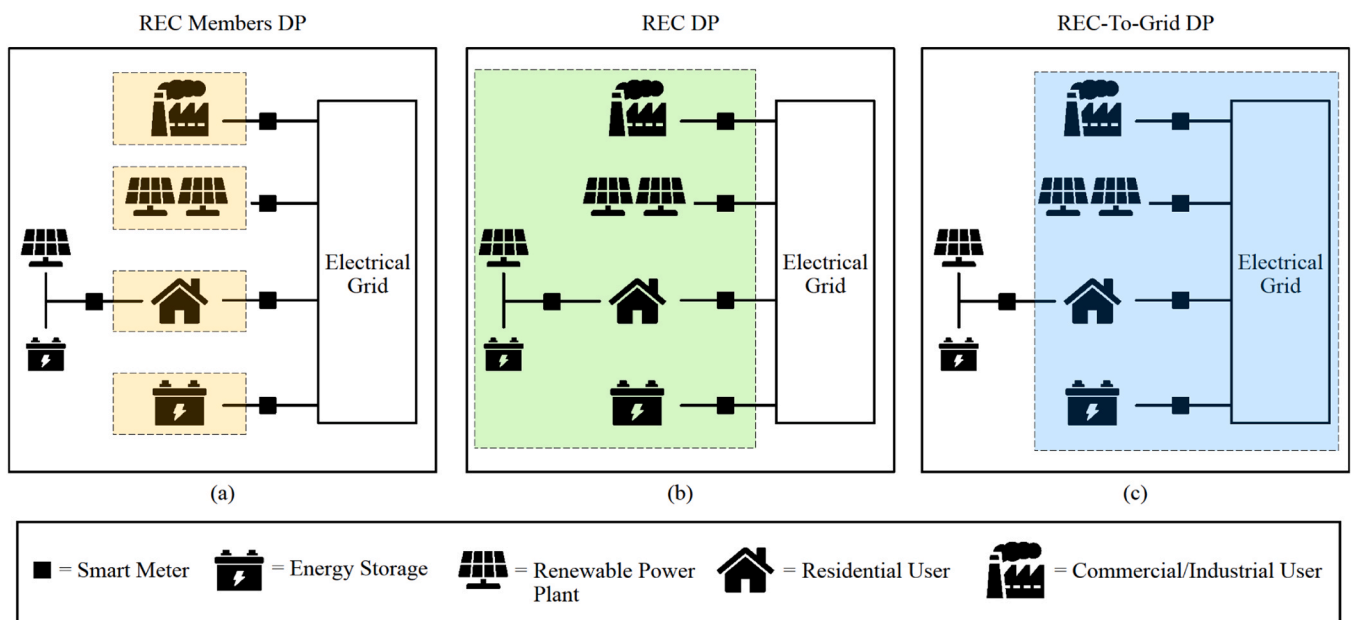 REC Members DP
REC DP
REC-To-Grid DP
Electrical
Grid
Electrical
Grid
Electrical
Grid
(a)
(b)
(c)
= Smart Meter
= Energy Storage
= Renewable Power
Plant
= Residential User
= Commercial/Industrial User